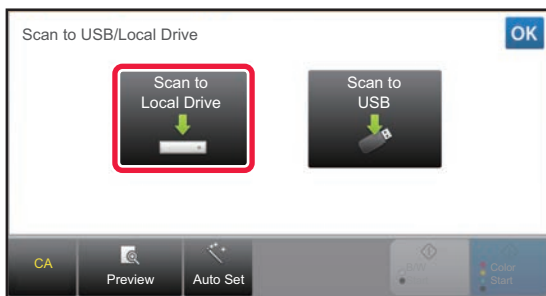 Scan to USB/Local Drive
OK
Scan to
Local Drive
Scan to
USB
CA
Preview
Auto Set
B/W
Start
Color
Start